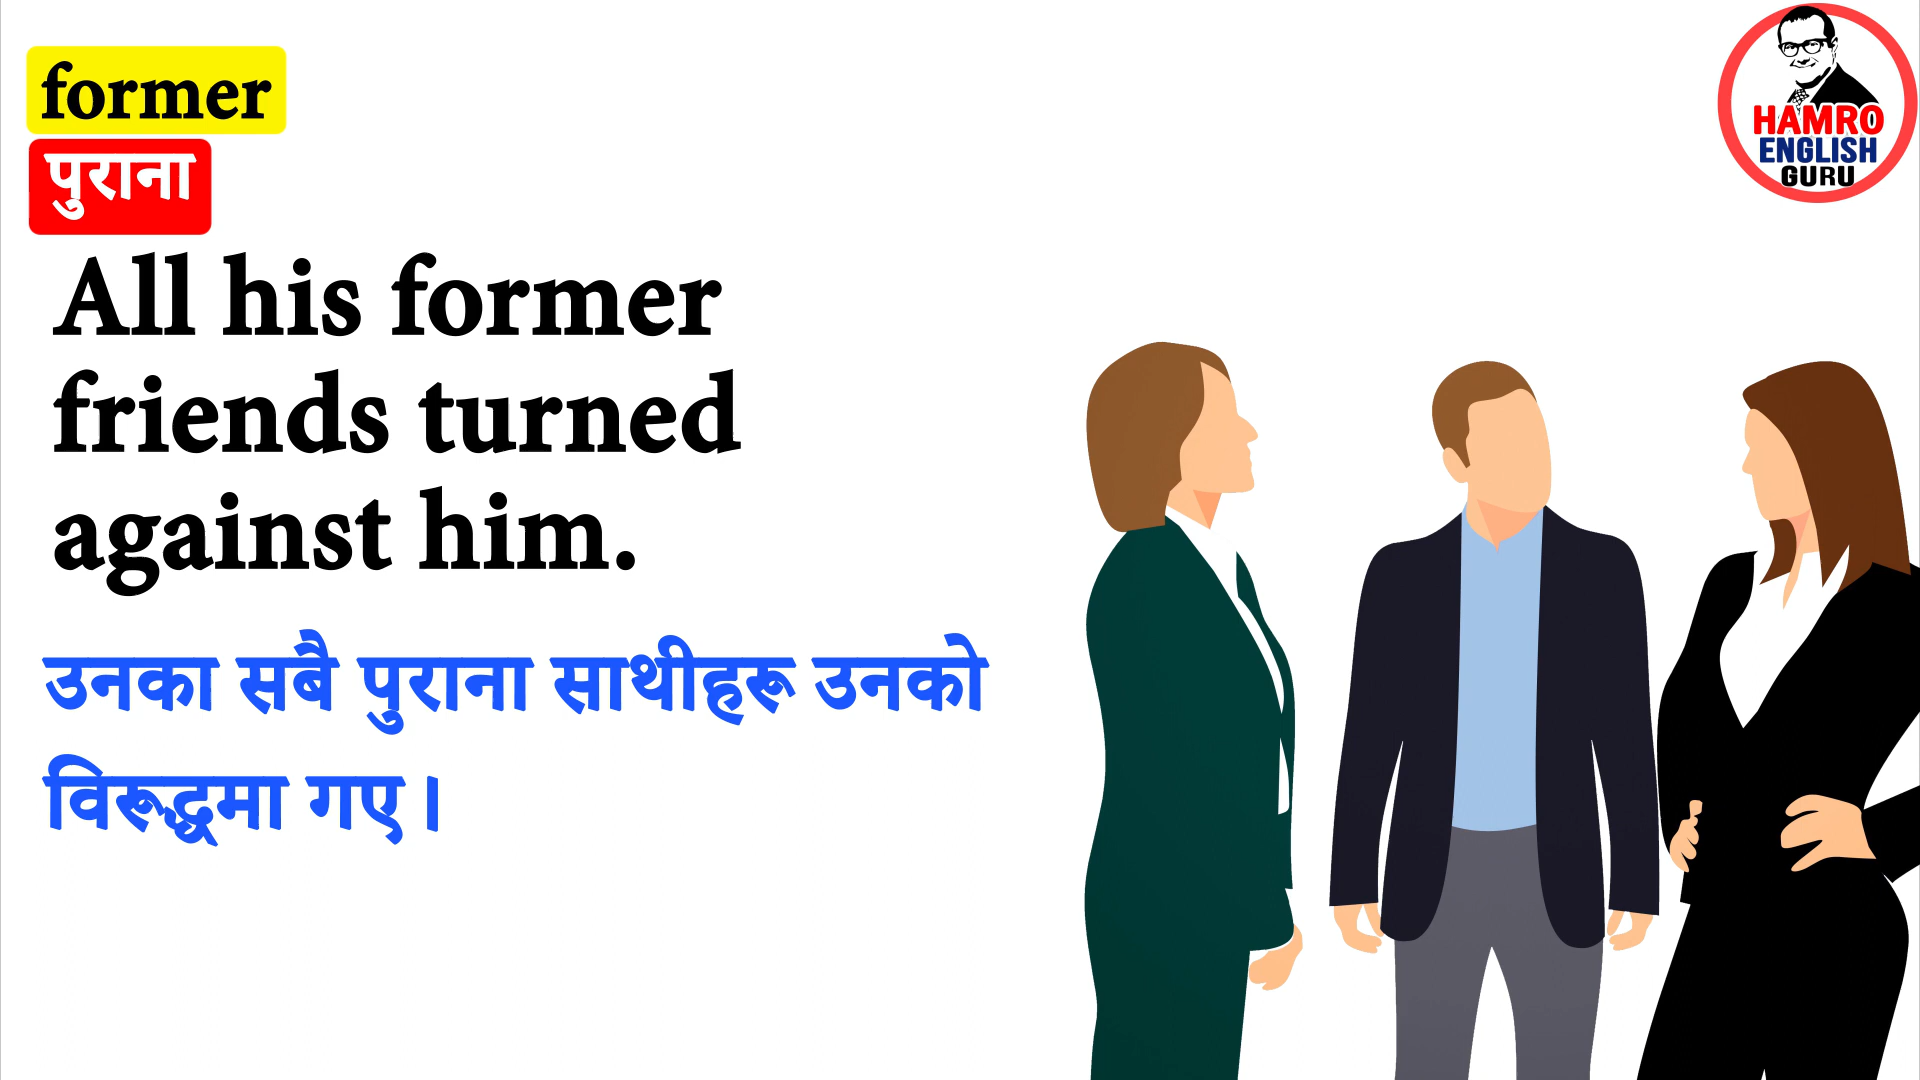 former
पुराना
All his former
friends turned
against him.
उनका सबै पुराना साथीहरू उनको
विरूद्धमा गए।
HAMRO
ENGLISH
GURU